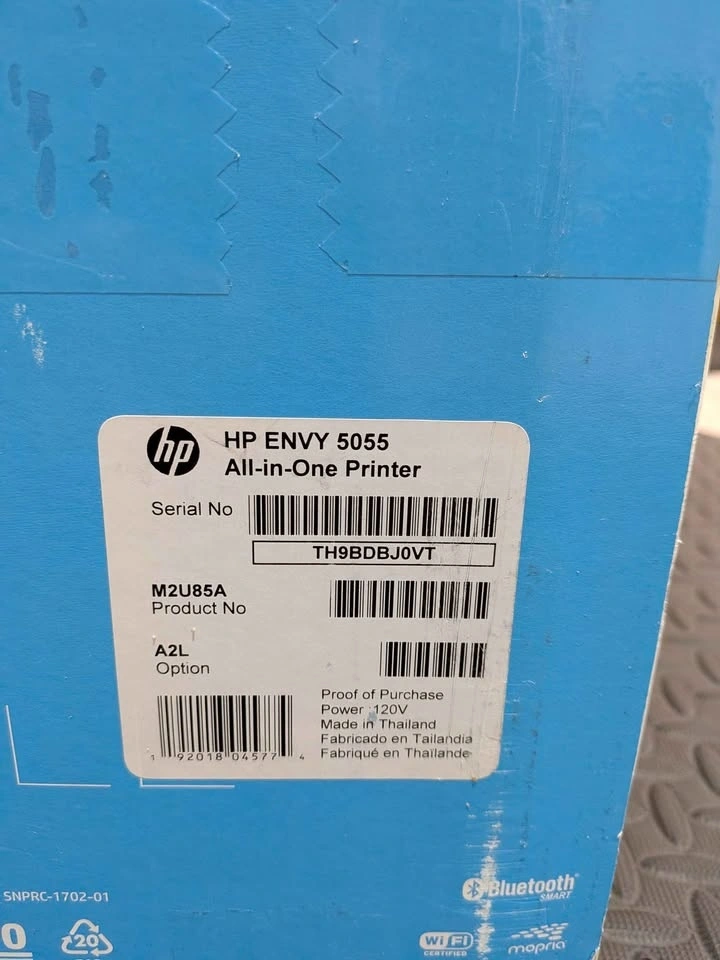 hp
HP ENVY 5055
All-in-One Printer
Serial No
TH9BDBJ0VT
M2U85A
Product No
A2L
Option
Proof of Purchase
Power :120V
Made in Thailand
Fabricado en Tailandia
Fabriqué en Thaïlande
1 92018 04577 4
SNPRC-1702-01
Bluetooth®
SMART
0
20
WiFi
CERTIFIED
mopria